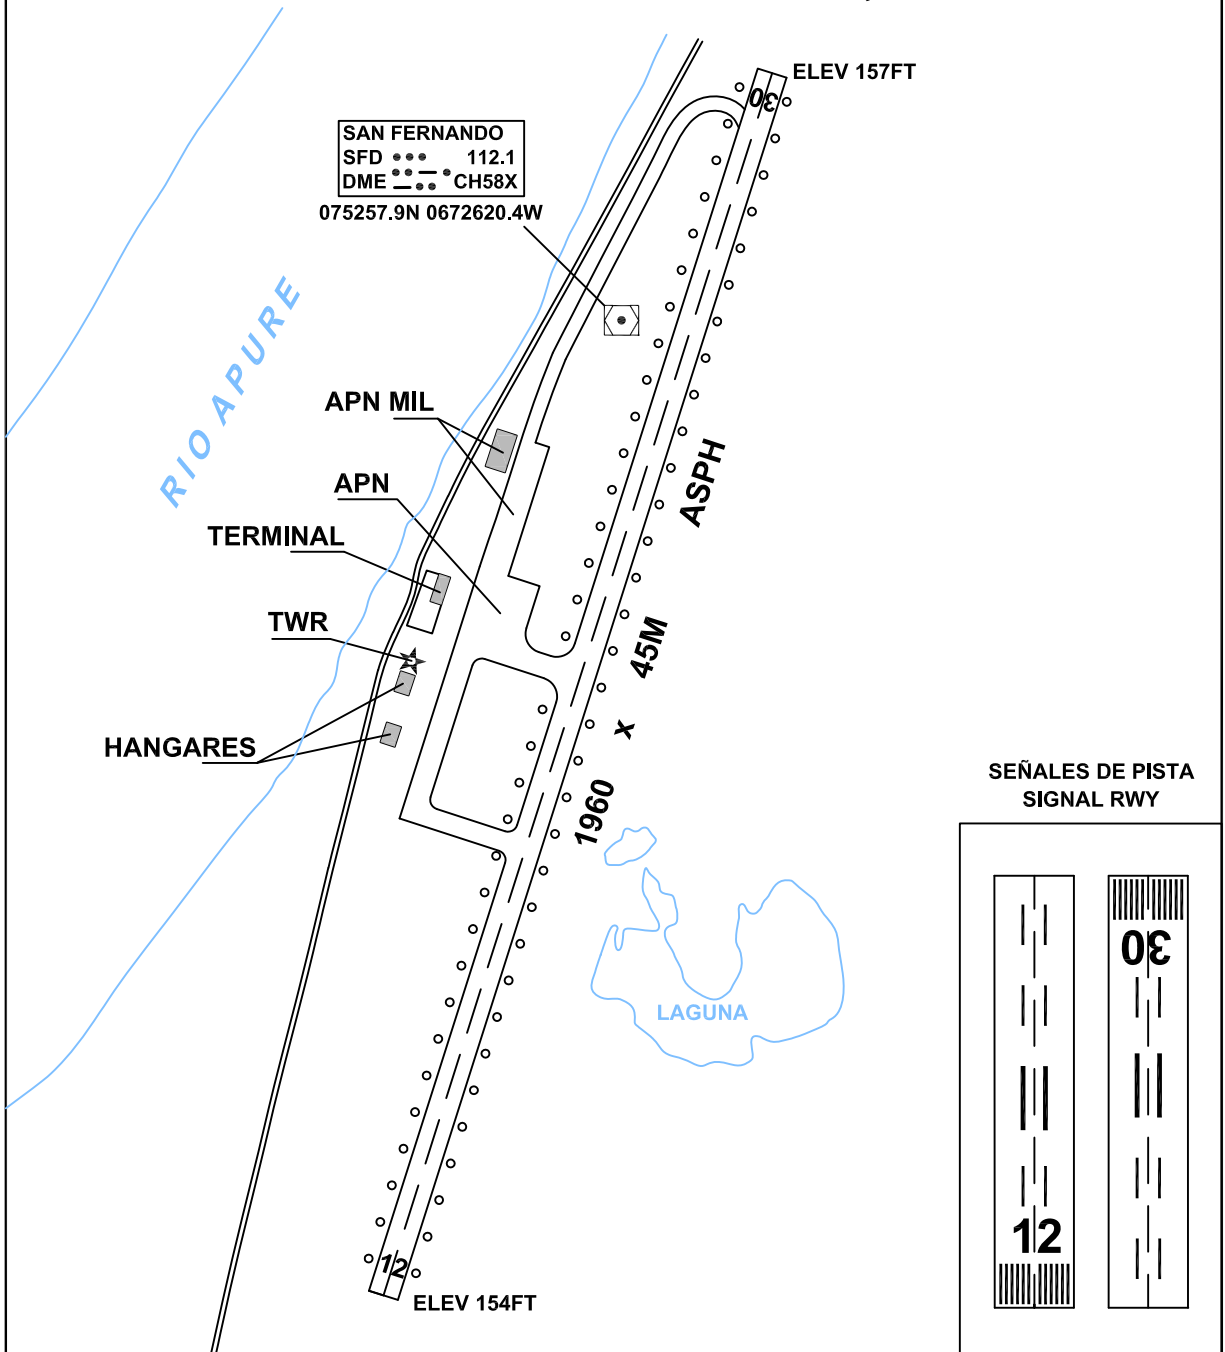 ELEV 157FT
30
SAN FERNANDO
SFD 112.1
DME CH58X
075257.9N 0672620.4W
RIO APURE
APN MIL
APN
TERMINAL
TWR
HANGARES
ASPH
45M
x
1960
LAGUNA
12
ELEV 154FT
SEÑALES DE PISTA
SIGNAL RWY
30
12